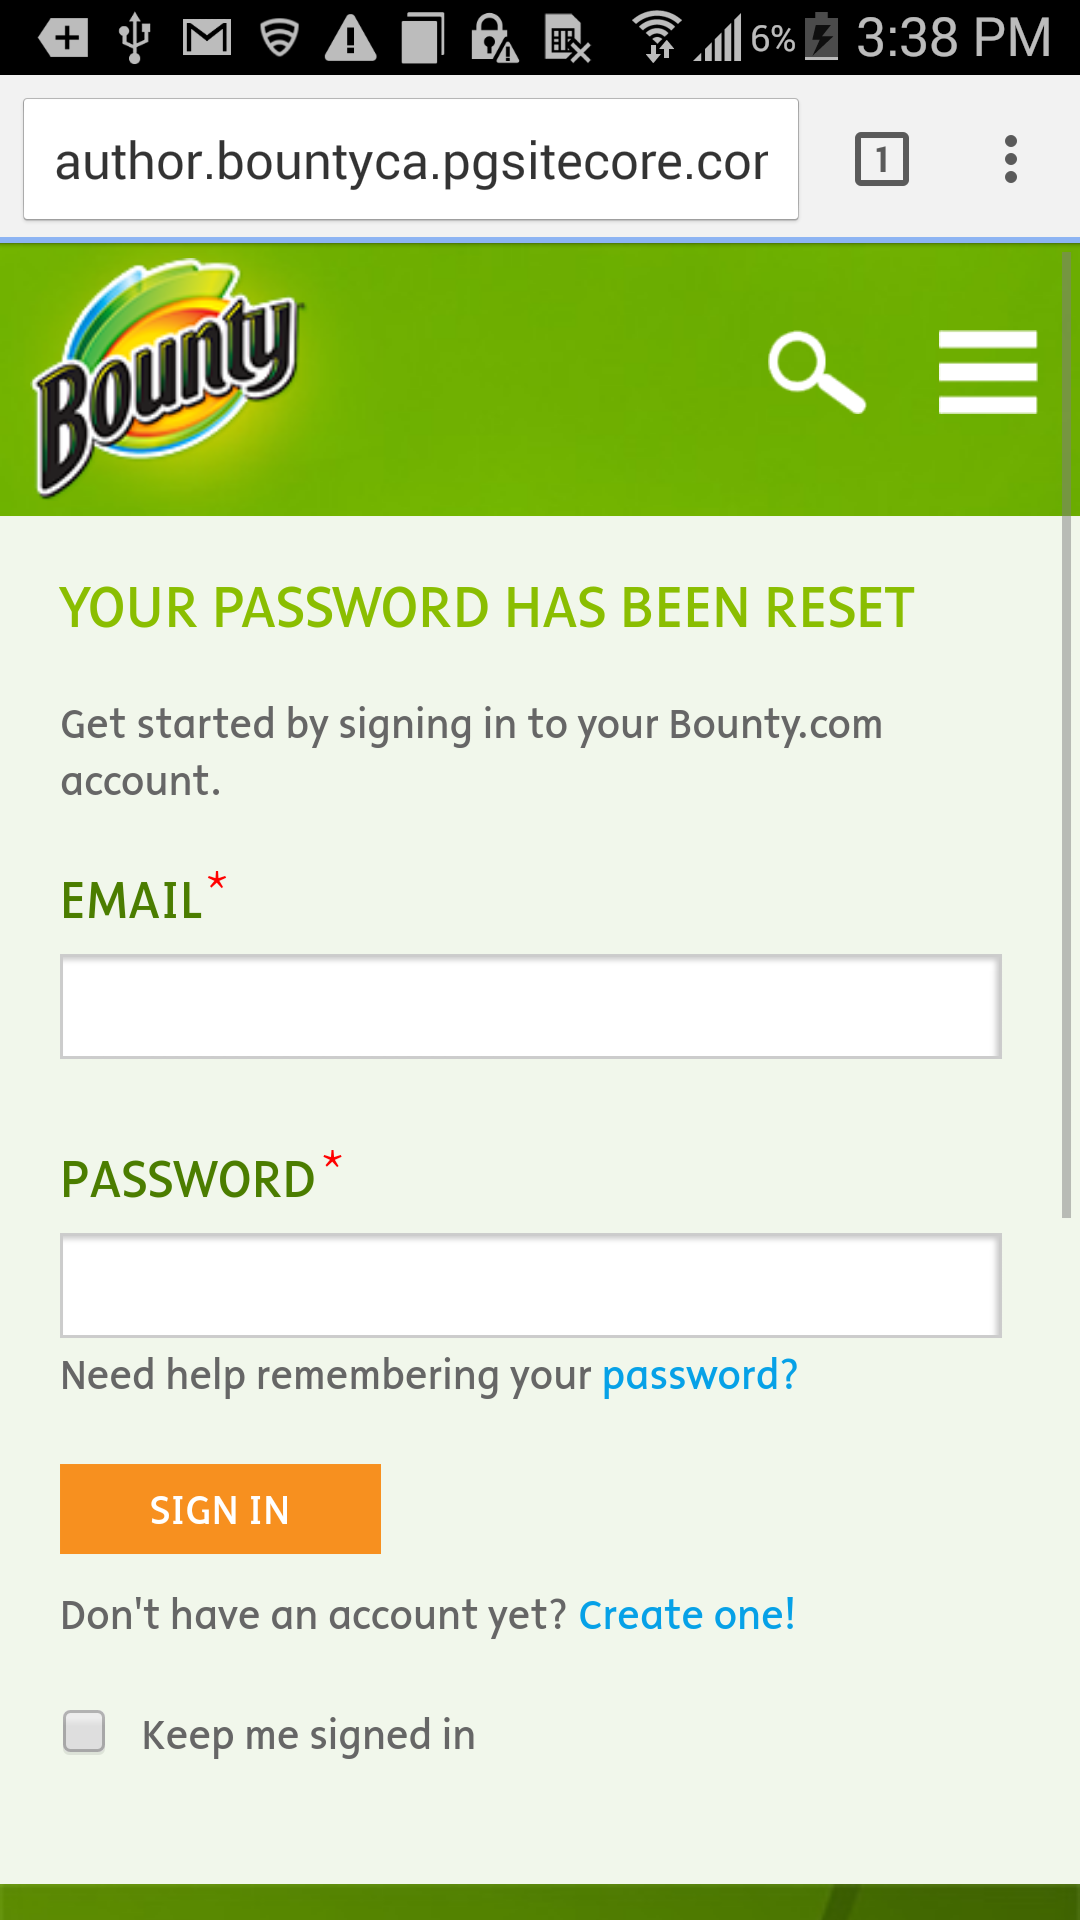 6% 3:38 PM
author.bountyca.pgsitecore.cor
1
Bounty
YOUR PASSWORD HAS BEEN RESET
Get started by signing in to your Bounty.com
account.
EMAIL*
PASSWORD*
Need help remembering your password?
SIGN IN
Don't have an account yet? Create one!
Keep me signed in